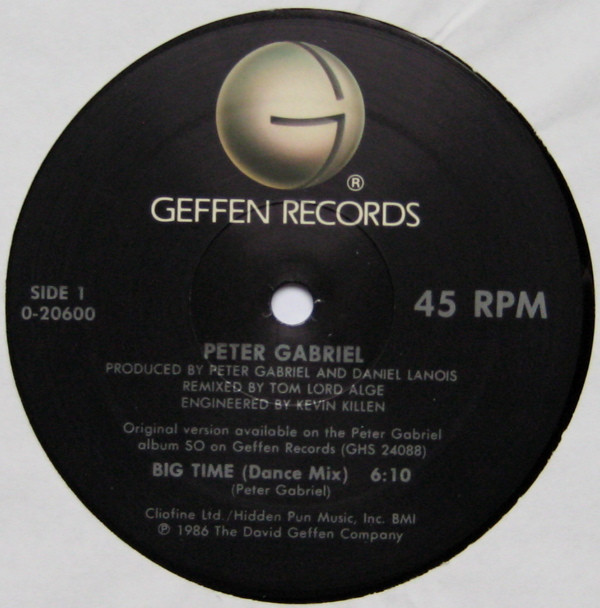 G
®
GEFFEN RECORDS
SIDE 1
0-20600
45 RPM
PETER GABRIEL
PRODUCED BY PETER GABRIEL AND DANIEL LANOIS
REMIXED BY TOM LORD ALGE
ENGINEERED BY KEVIN KILLEN
Original version available on the Peter Gabriel
album SO on Geffen Records (GHS 24088)
BIG TIME (Dance Mix) 6:10
(Peter Gabriel)
Cliofine Ltd./Hidden Pun Music, Inc. BMI
℗ 1986 The David Geffen Company